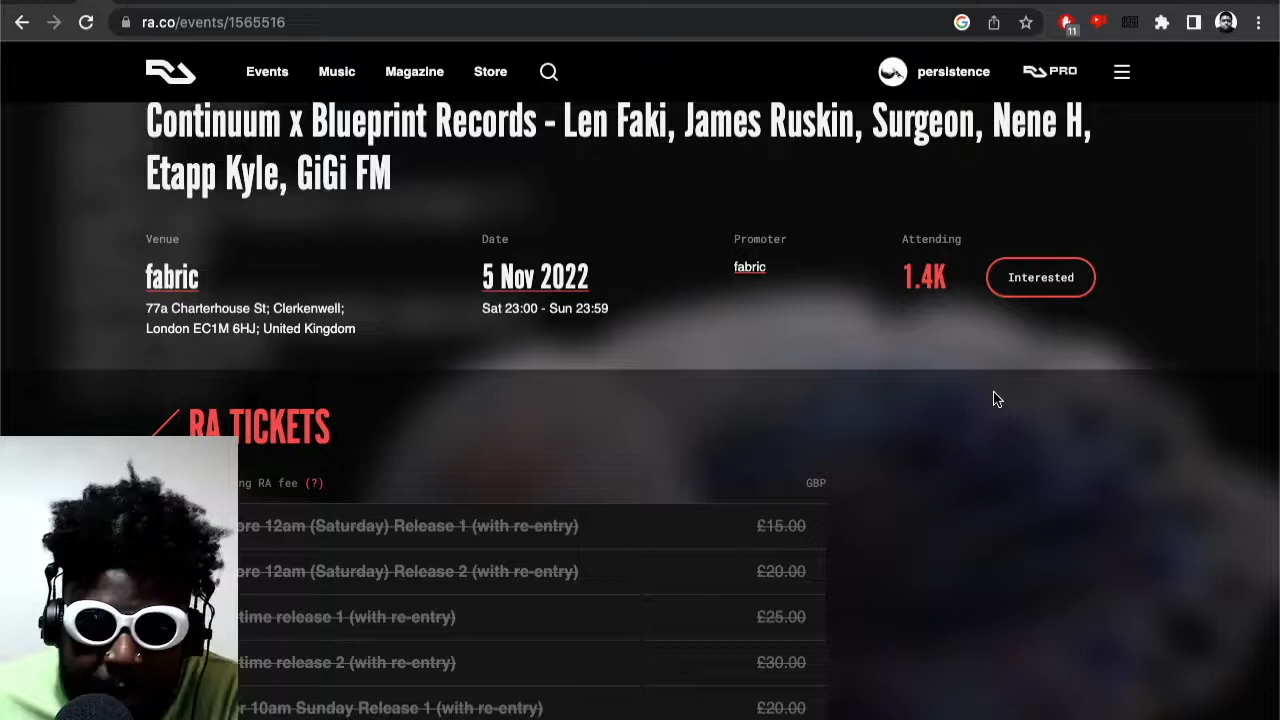 ra.co/events/1565516
11
Events Music Magazine Store persistence PRO
Continuum x Blueprint Records - Len Faki, James Ruskin, Surgeon, Nene H,
Etapp Kyle, GiGi FM
Venue Date Promoter Attending
fabric 5 Nov 2022 fabric 1.4K Interested
77a Charterhouse St; Clerkenwell; Sat 23:00 - Sun 23:59
London EC1M 6HJ; United Kingdom
RA TICKETS
RA fee (?) GBP
12am (Saturday) Release 1 (with re-entry) £15.00
12am (Saturday) Release 2 (with re-entry) £20.00
time release 1 (with re-entry) £25.00
time release 2 (with re-entry) £30.00
10am Sunday Release 1 (with re-entry) £20.00